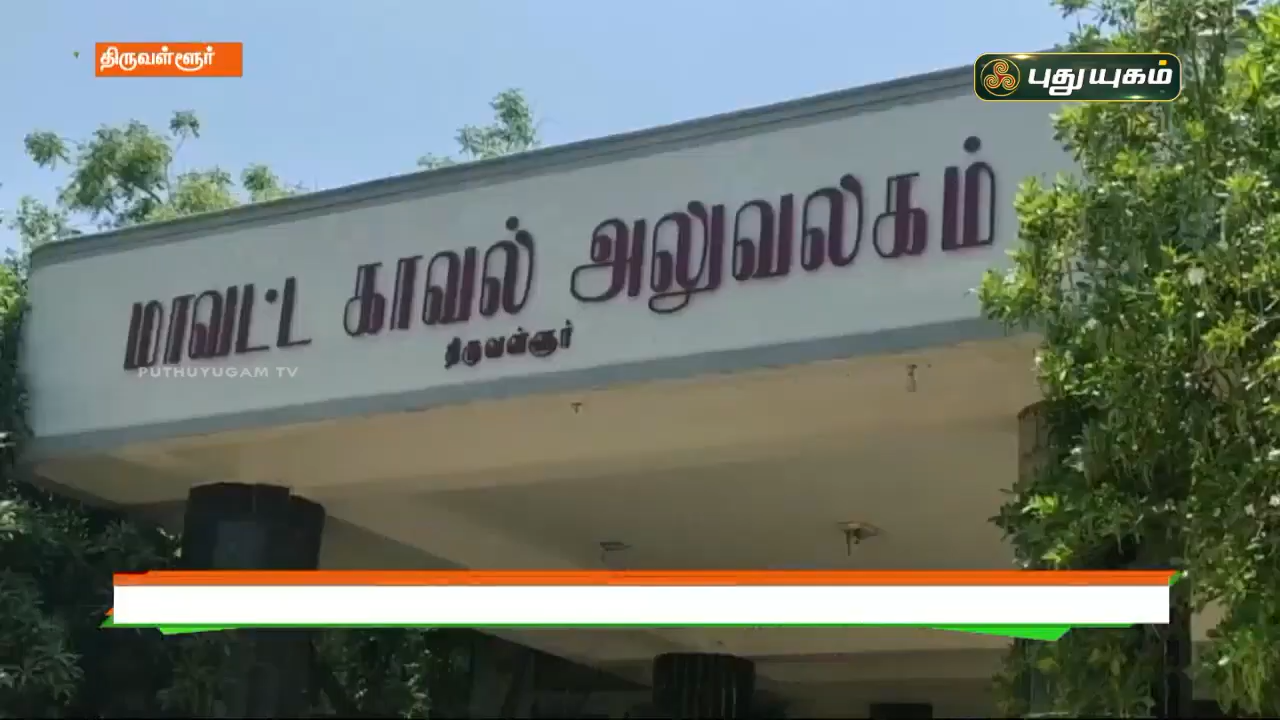 திருவள்ளூர்
புதுயுகம்
மாவட்ட காவல் அலுவலகம்
திருவள்ளூர்
PUTHUYUGAM TV